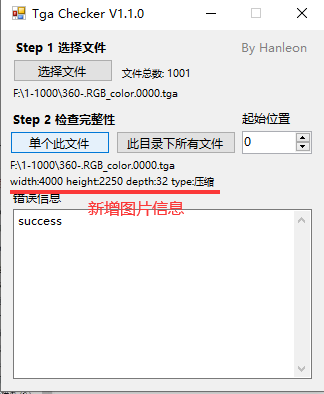 Tga Checker V1.1.0
Step 1 选择文件
By Hanleon
选择文件
文件总数: 1001
F:\1-1000\360-.RGB_color.0000.tga
Step 2 检查完整性
起始位置
单个此文件
此目录下所有文件
0
F:\1-1000\360-.RGB_color.0000.tga
width:4000 height:2250 depth:32 type:压缩
错误信息
新增图片信息
success